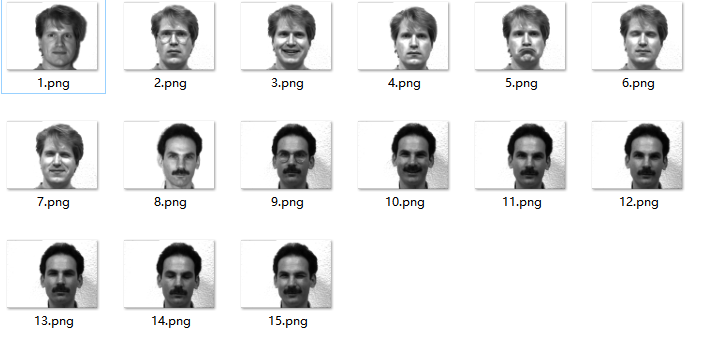 1.png 2.png 3.png 4.png 5.png 6.png
7.png 8.png 9.png 10.png 11.png 12.png
13.png 14.png 15.png